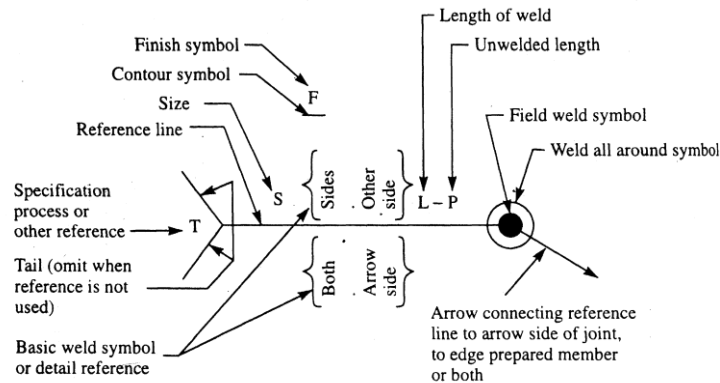 Length of weld
Finish symbol
Unwelded length
Contour symbol
F
Size
Field weld symbol
Reference line
Weld all around symbol
Specification
process or
other reference
T
S
Sides
Both
Other
side
Arrow
side
L – P
Tail (omit when
reference is not
used)
Arrow connecting reference
line to arrow side of joint,
to edge prepared member
or both
Basic weld symbol
or detail reference